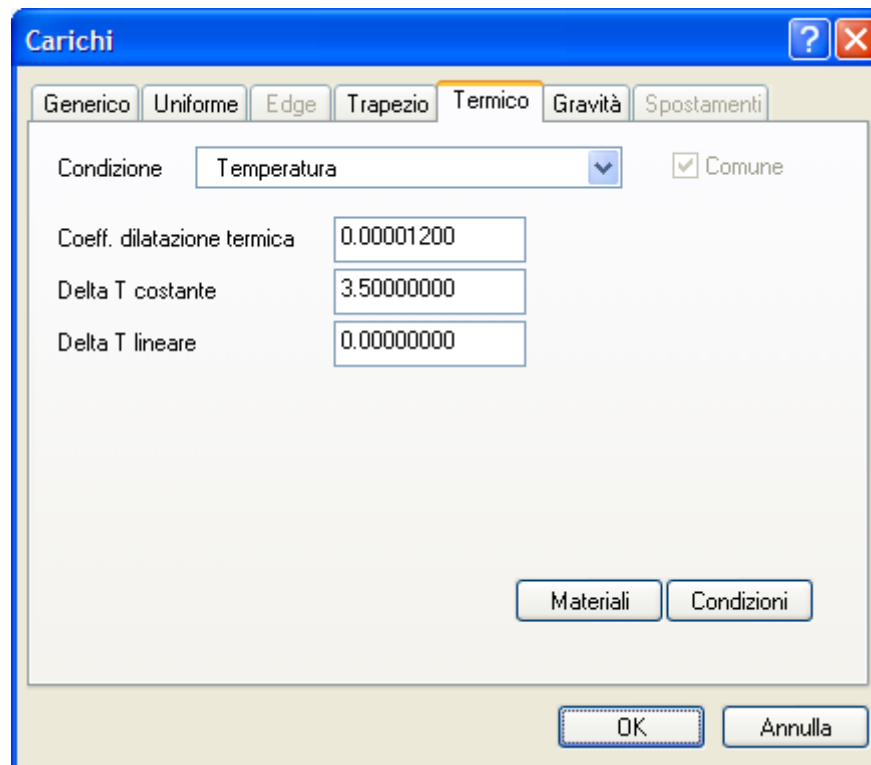 Carichi
Generico Uniforme Edge Trapezio Termico Gravità Spostamenti
Condizione Temperatura Comune
Coeff. dilatazione termica 0.00001200
Delta T costante 3.50000000
Delta T lineare 0.00000000
Materiali Condizioni
OK Annulla